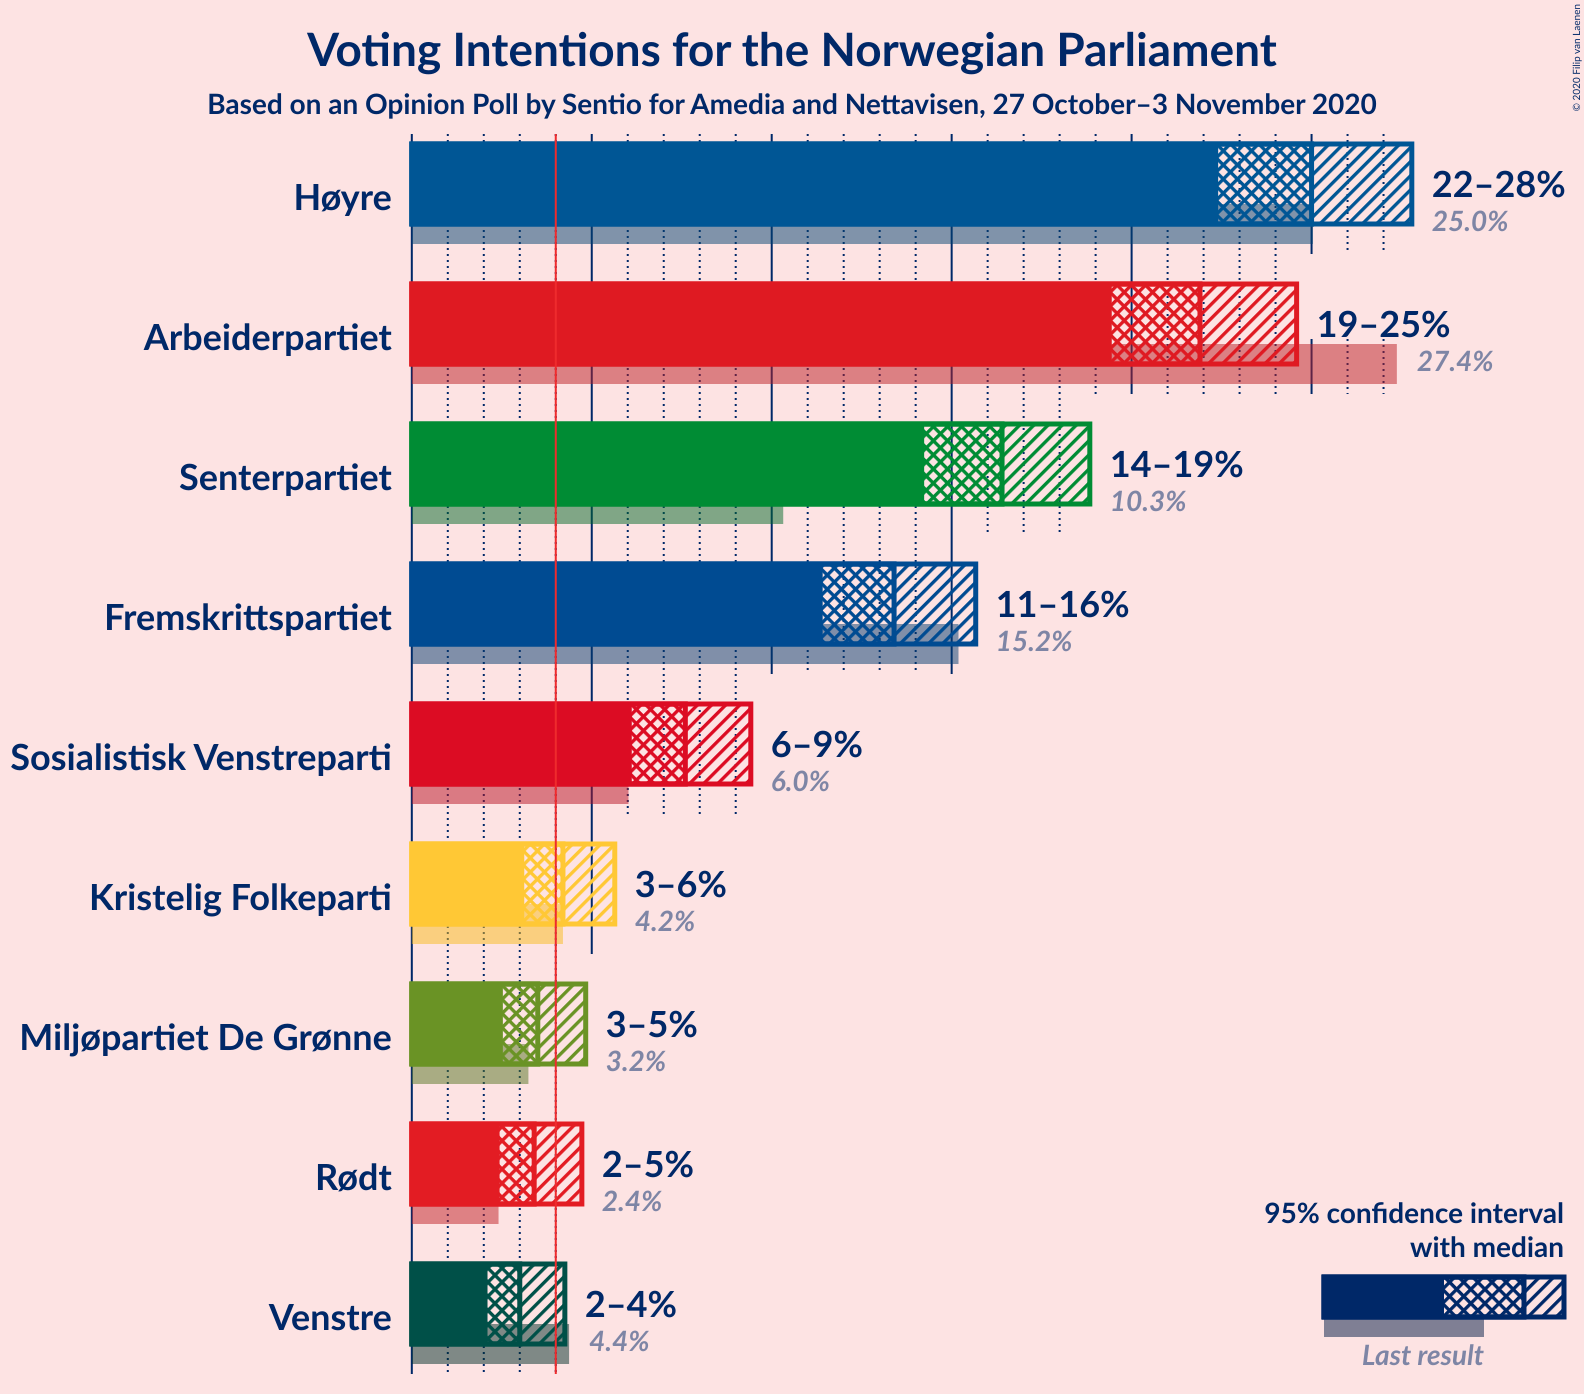 Voting Intentions for the Norwegian Parliament
Based on an Opinion Poll by Sentio for Amedia and Nettavisen, 27 October–3 November 2020
© 2020 Filip van Laenen
Høyre
22–28%
25.0%
Arbeiderpartiet
19–25%
27.4%
Senterpartiet
14–19%
10.3%
Fremskrittspartiet
11–16%
15.2%
Sosialistisk Venstreparti
6–9%
6.0%
Kristelig Folkeparti
3–6%
4.2%
Miljøpartiet De Grønne
3–5%
3.2%
Rødt
2–5%
2.4%
Venstre
2–4%
4.4%
95% confidence interval
with median
Last result